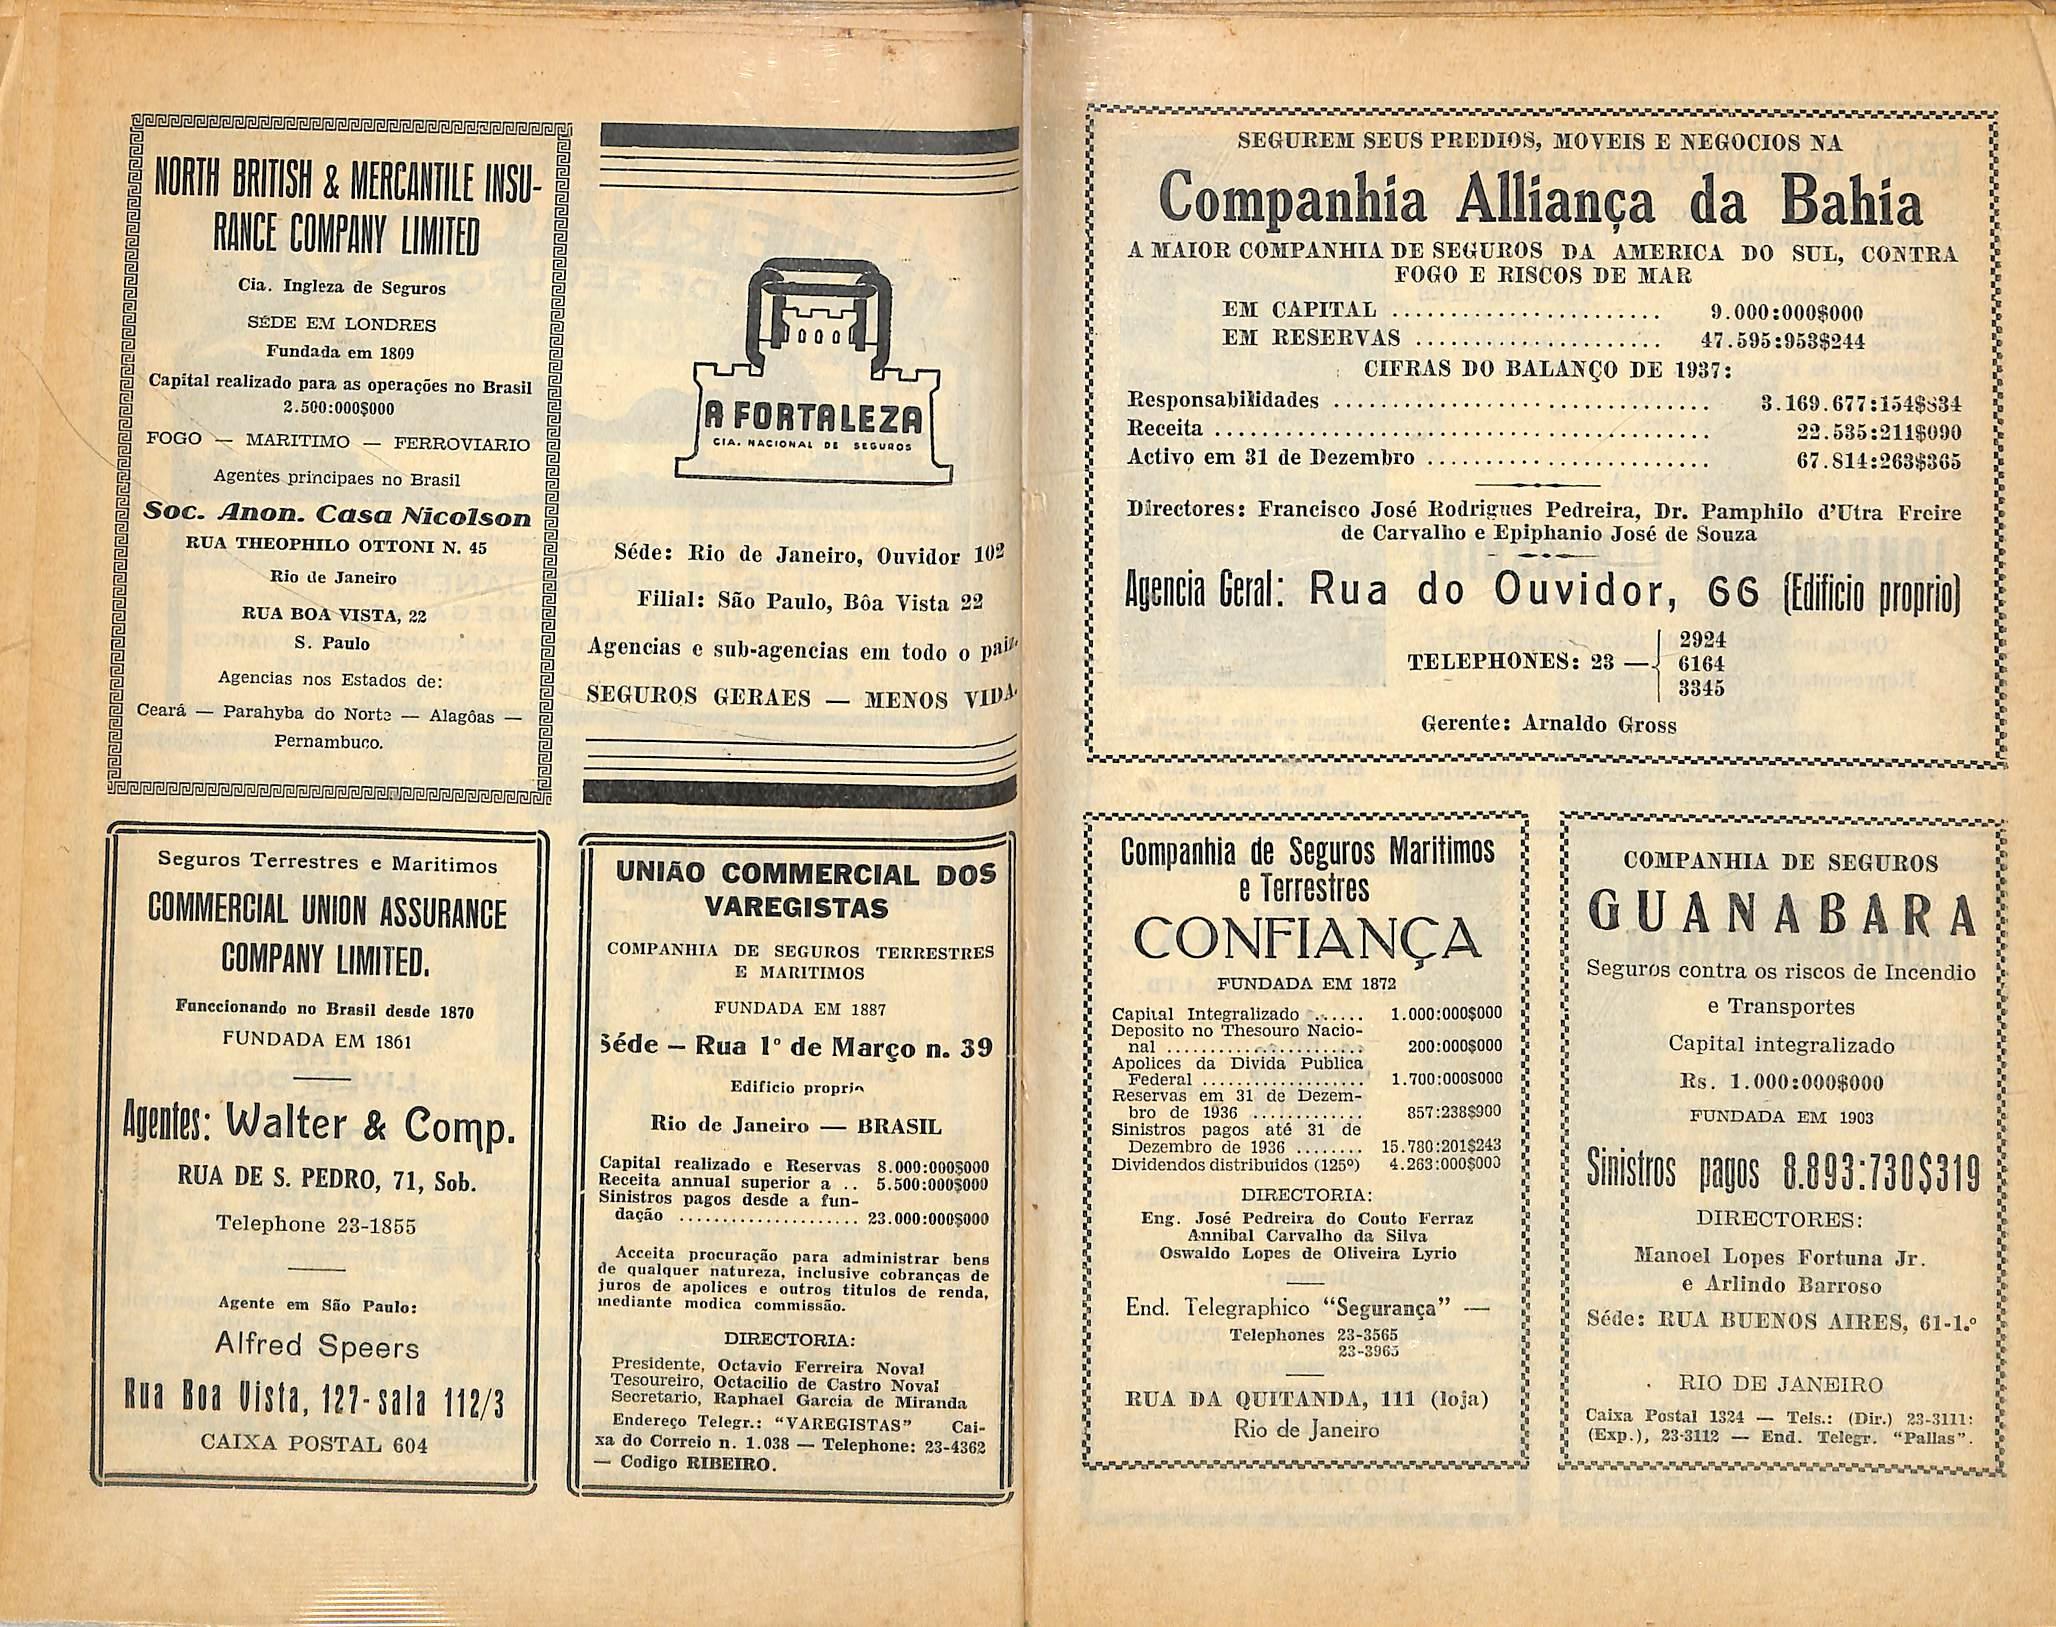 NORTH BRITISH & MERCANTILE INSU-
RANCE COMPANY LIMITED
Cia. Ingleza de Seguros
SÉDE EM LONDRES
Fundada em 1809
Capital realizado para as operações no Brasil
2.500:000$000
FOGO — MARITIMO — FERROVIARIO
Agentes principaes no Brasil
Soc. Anon. Casa Nicolson
RUA THEOPHILO OTTONI N. 45
Rio de Janeiro
RUA BOA VISTA, 22
S. Paulo
Agencias nos Estados de:
Ceará — Parahyba do Norte — Alagôas —
Pernambuco.
A FORTALEZA
CIA. NACIONAL DE SEGUROS
Séde: Rio de Janeiro, Ouvidor 102
Filial: São Paulo, Bôa Vista 22
Agencias e sub-agencias em todo o paiz.
SEGUROS GERAES — MENOS VIDA.
Seguros Terrestres e Maritimos
COMMERCIAL UNION ASSURANCE
COMPANY LIMITED.
Funccionando no Brasil desde 1870
FUNDADA EM 1861
Agentes: Walter & Comp.
RUA DE S. PEDRO, 71, Sob.
Telephone 23-1855
Agente em São Paulo:
Alfred Speers
Rua Boa Vista, 127- sala 112/3
CAIXA POSTAL 604
UNIÃO COMMERCIAL DOS
VAREGISTAS
COMPANHIA DE SEGUROS TERRESTRES
E MARITIMOS
FUNDADA EM 1887
Séde — Rua 1º de Março n. 39
Edificio proprio
Rio de Janeiro — BRASIL
Capital realizado e Reservas 8.000:000$000
Receita annual superior a .. 5.500:000$000
Sinistros pagos desde a fun-
dação ..................... 23.000:000$000
Acceita procuração para administrar bens
de qualquer natureza, inclusive cobranças de
juros de apolices e outros titulos de renda,
mediante modica commissão.
DIRECTORIA:
Presidente, Octavio Ferreira Noval
Tesoureiro, Octacilio de Castro Noval
Secretario, Raphael Garcia de Miranda
Endereço Telegr.: "VAREGISTAS" Cai-
xa do Correio n. 1.038 — Telephone: 23-4362
— Codigo RIBEIRO.
SEGUREM SEUS PREDIOS, MOVEIS E NEGOCIOS NA
Companhia Alliança da Bahia
A MAIOR COMPANHIA DE SEGUROS DA AMERICA DO SUL, CONTRA
FOGO E RISCOS DE MAR
EM CAPITAL ....................... 9.000:000$000
EM RESERVAS ..................... 47.595:953$244
CIFRAS DO BALANÇO DE 1937:
Responsabilidades ................................ 3.169.677:154$834
Receita .......................................... 22.535:211$090
Activo em 31 de Dezembro ........................ 67.814:263$365
Directores: Francisco José Rodrigues Pedreira, Dr. Pamphilo d'Utra Freire
de Carvalho e Epiphanio José de Souza
Agencia Geral: Rua do Ouvidor, 66 (Edificio proprio)
2924
TELEPHONES: 23 — 6164
3345
Gerente: Arnaldo Gross
Companhia de Seguros Maritimos
e Terrestres
CONFIANÇA
FUNDADA EM 1872
Capital Integralizado ...... 1.000:000$000
Deposito no Thesouro Nacio-
nal ...................... 200:000$000
Apolices da Divida Publica
Federal .................. 1.700:000$000
Reservas em 31 de Dezem-
bro de 1936 ............. 857:238$900
Sinistros pagos até 31 de
Dezembro de 1936 ........ 15.780:201$243
Dividendos distribuidos (125º) 4.263:000$000
DIRECTORIA:
Eng. José Pedreira do Couto Ferraz
Annibal Carvalho da Silva
Oswaldo Lopes de Oliveira Lyrio
End. Telegraphico "Segurança" —
Telephones 23-3565
23-3965
RUA DA QUITANDA, 111 (loja)
Rio de Janeiro
COMPANHIA DE SEGUROS
GUANABARA
Seguros contra os riscos de Incendio
e Transportes
Capital integralizado
Rs. 1.000:000$000
FUNDADA EM 1903
Sinistros pagos 8.893:730$319
DIRECTORES:
Manoel Lopes Fortuna Jr.
e Arlindo Barroso
Séde: RUA BUENOS AIRES, 61-1.º
RIO DE JANEIRO
Caixa Postal 1324 — Tels.: (Dir.) 23-3111:
(Exp.), 23-3112 — End. Telegr. "Pallas".